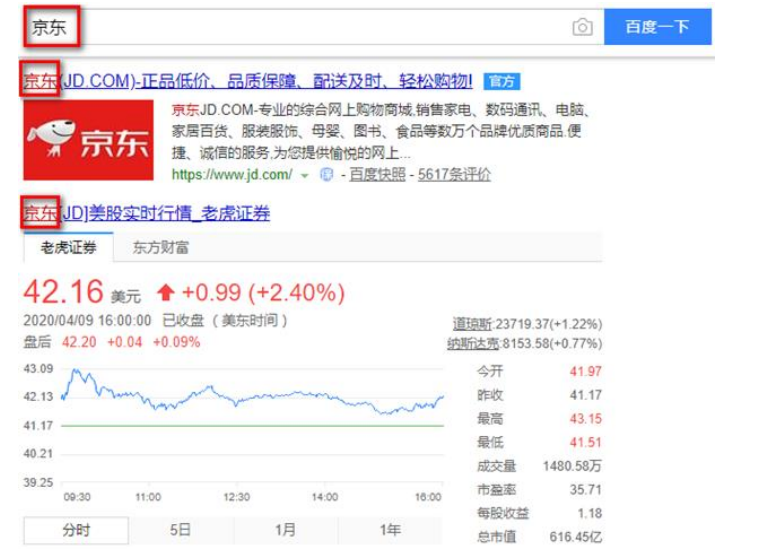 京东
百度一下
京东(JD.COM)-正品低价、品质保障、配送及时、轻松购物!
官方
京东
京东JD.COM-专业的综合网上购物商城,销售家电、数码通讯、电脑、
家居百货、服装服饰、母婴、图书、食品等数万个品牌优质商品.便
捷、诚信的服务,为您提供愉悦的网上...
https://www.jd.com/ - 百度快照 - 5617条评价
京东[JD]美股实时行情_老虎证券
老虎证券 东方财富
42.16 美元 +0.99 (+2.40%)
2020/04/09 16:00:00 已收盘 ( 美东时间 )
道琼斯:23719.37(+1.22%)
盘后 42.20 +0.04 +0.09%
纳斯达克:8153.58(+0.77%)
43.09
42.13
41.17
40.21
39.25
09:30 11:00 12:30 14:00 16:00
今开 41.97
昨收 41.17
最高 43.15
最低 41.51
成交量 1480.58万
市盈率 35.71
每股收益 1.18
总市值 616.45亿
分时 5日 1月 1年